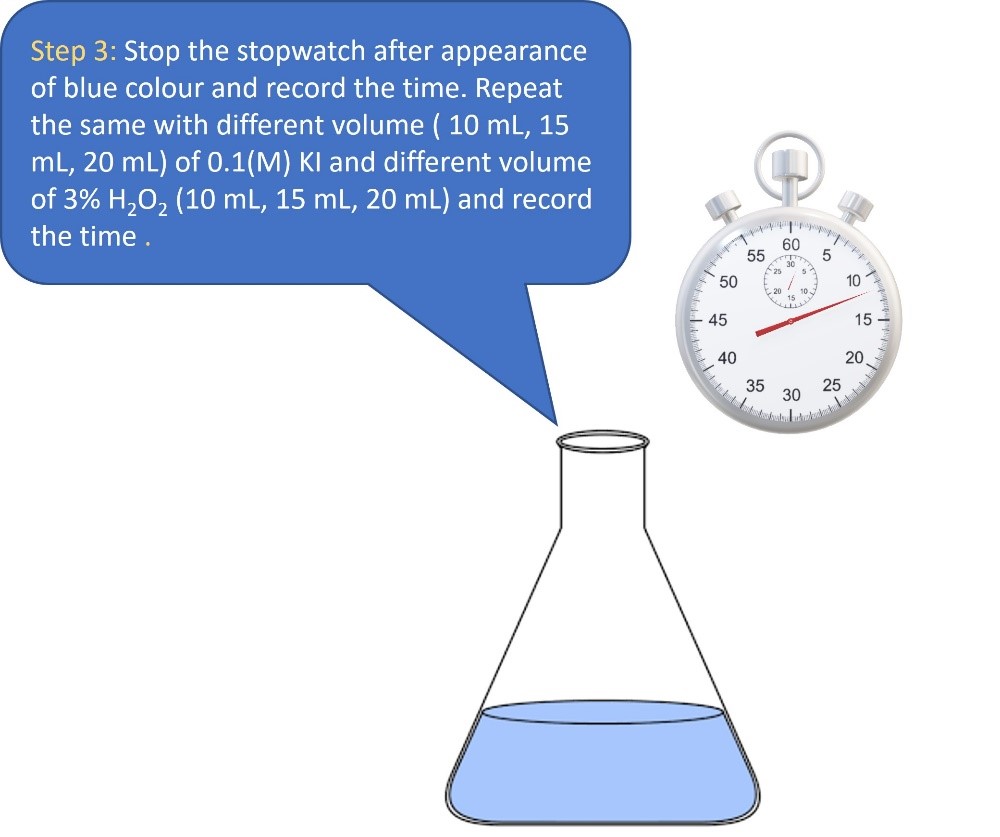 Step 3: Stop the stopwatch after appearance
of blue colour and record the time. Repeat
the same with different volume ( 10 mL, 15
mL, 20 mL) of 0.1(M) KI and different volume
of 3% H₂O₂ (10 mL, 15 mL, 20 mL) and record
the time .
60
55 5
50 10
45 15
40 20
35 25
30
30
25 5
20 10
15